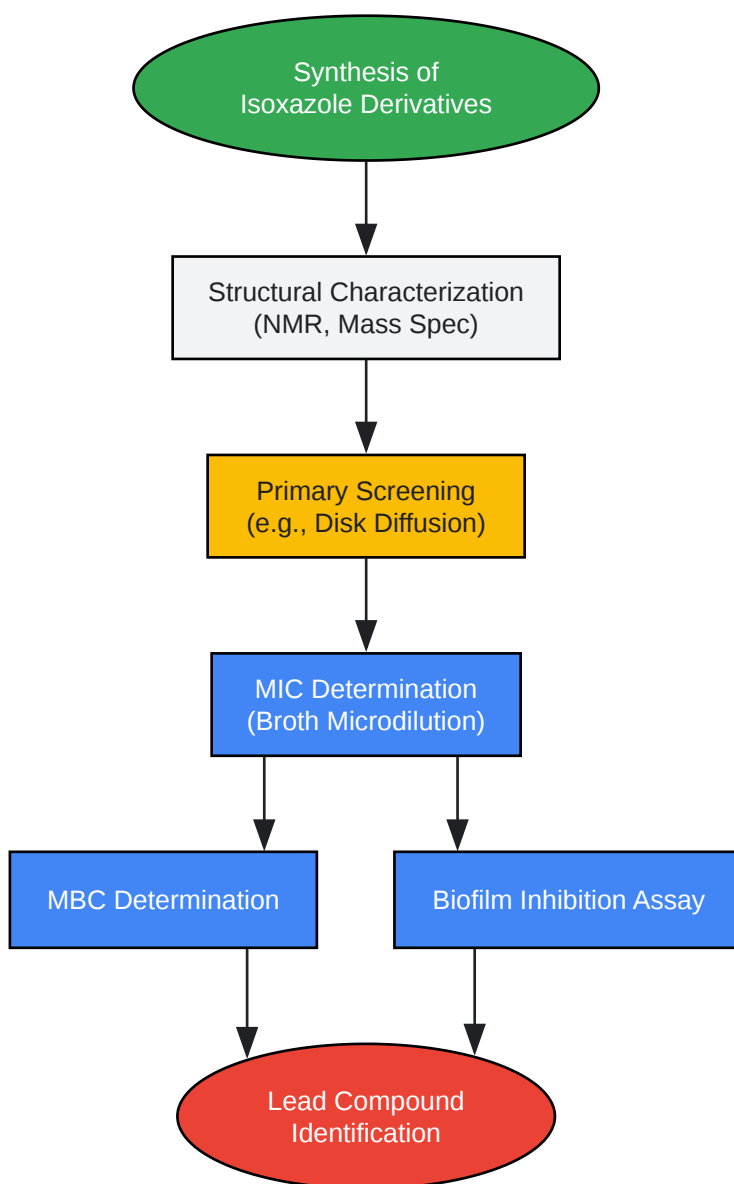 Synthesis of
Isoxazole Derivatives
Structural Characterization
(NMR, Mass Spec)
Primary Screening
(e.g., Disk Diffusion)
MIC Determination
(Broth Microdilution)
MBC Determination
Biofilm Inhibition Assay
Lead Compound
Identification